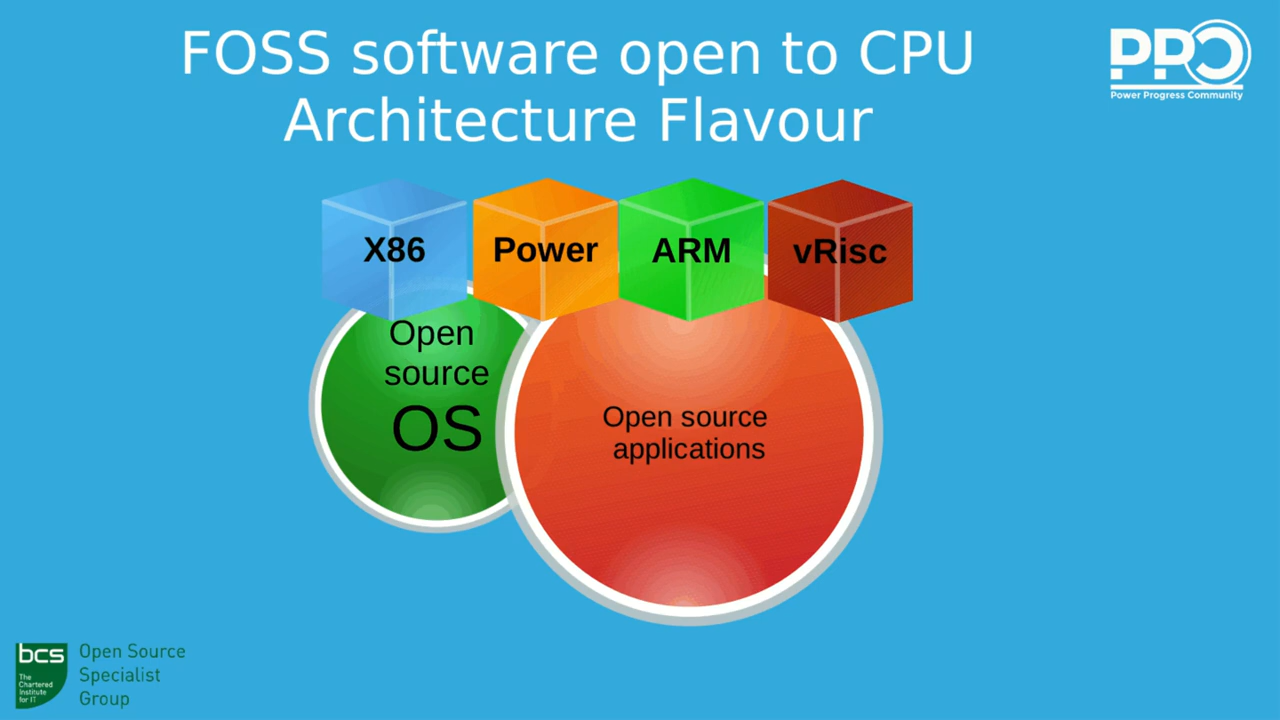 FOSS software open to CPU
Architecture Flavour
PPC
Power Progress Community
X86
Power
ARM
vRisc
Open
source
OS
Open source
applications
bcs
The
Chartered
Institute
for IT
Open Source
Specialist
Group